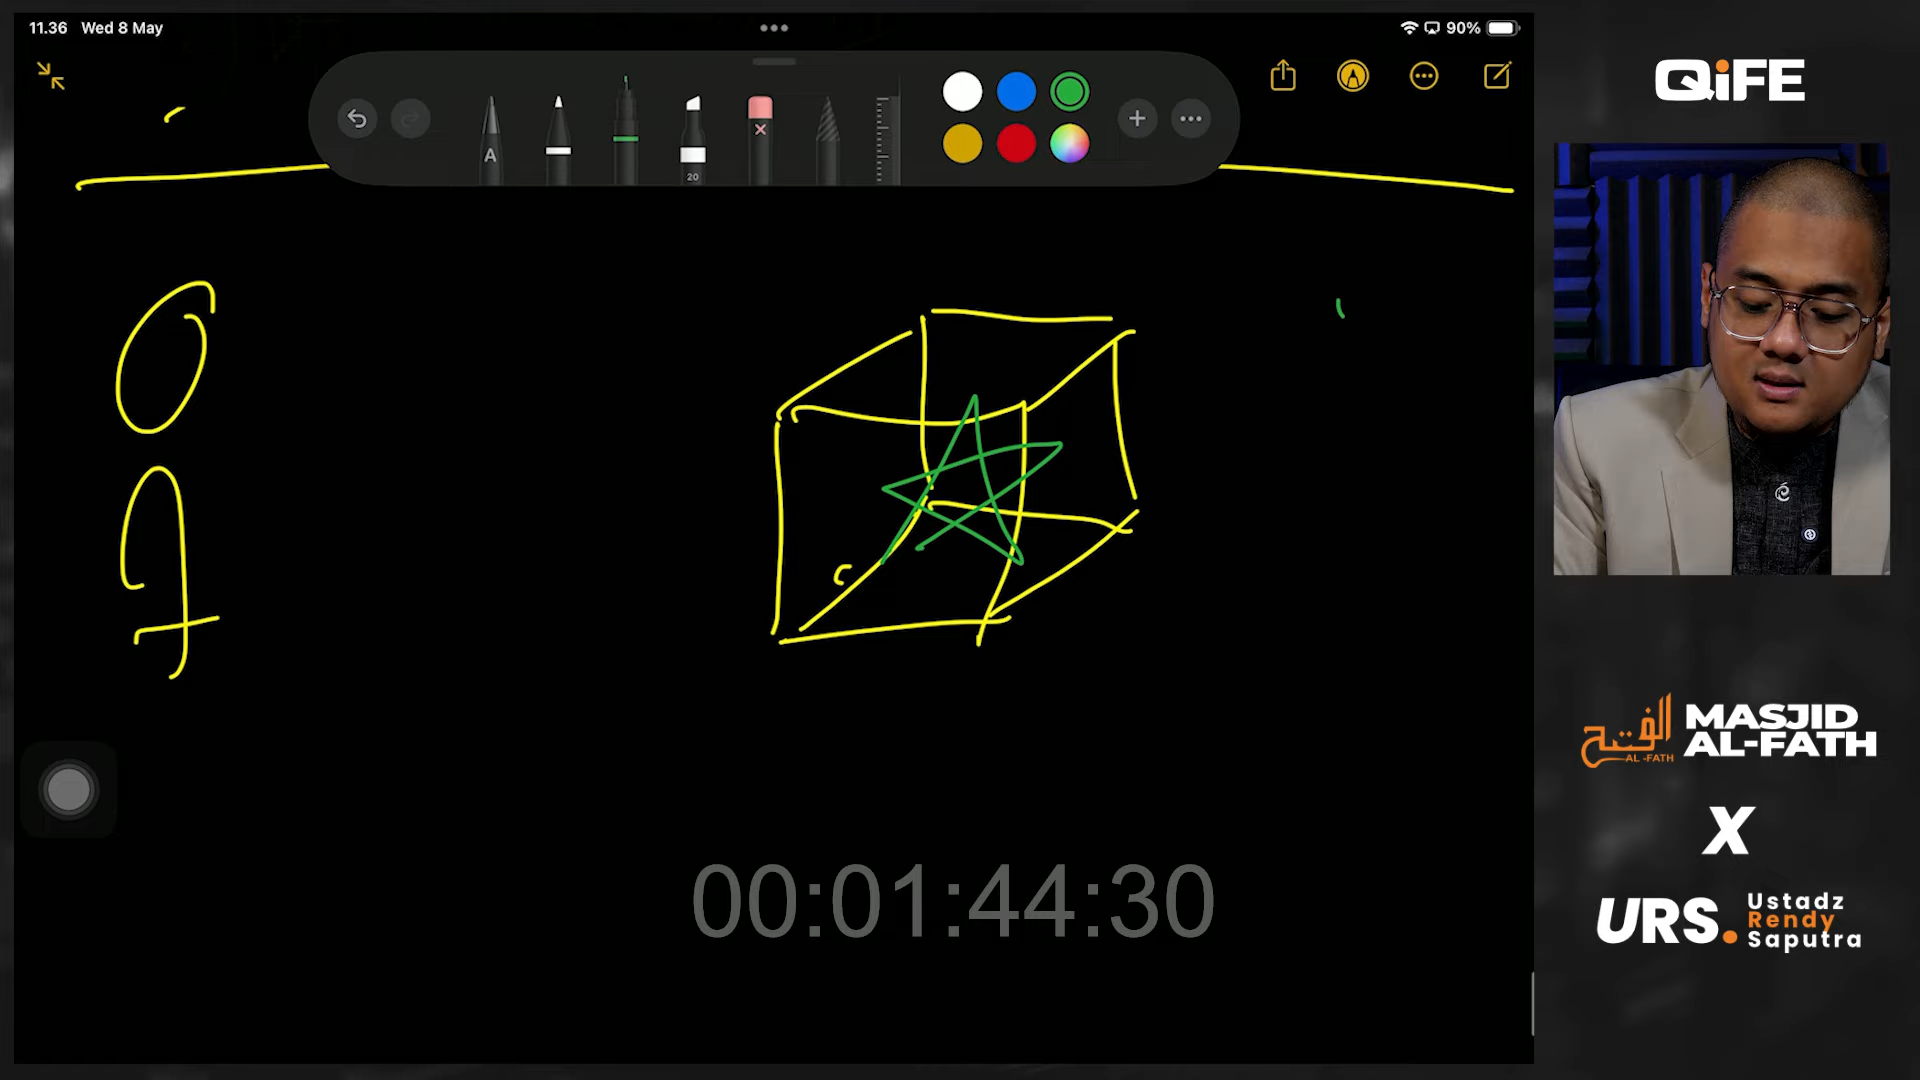 11.36 Wed 8 May
90%
A
20
QiFE
الفتح
AL-FATH
MASJID
AL-FATH
X
URS.
Ustadz
Rendy
Saputra
00:01:44:30